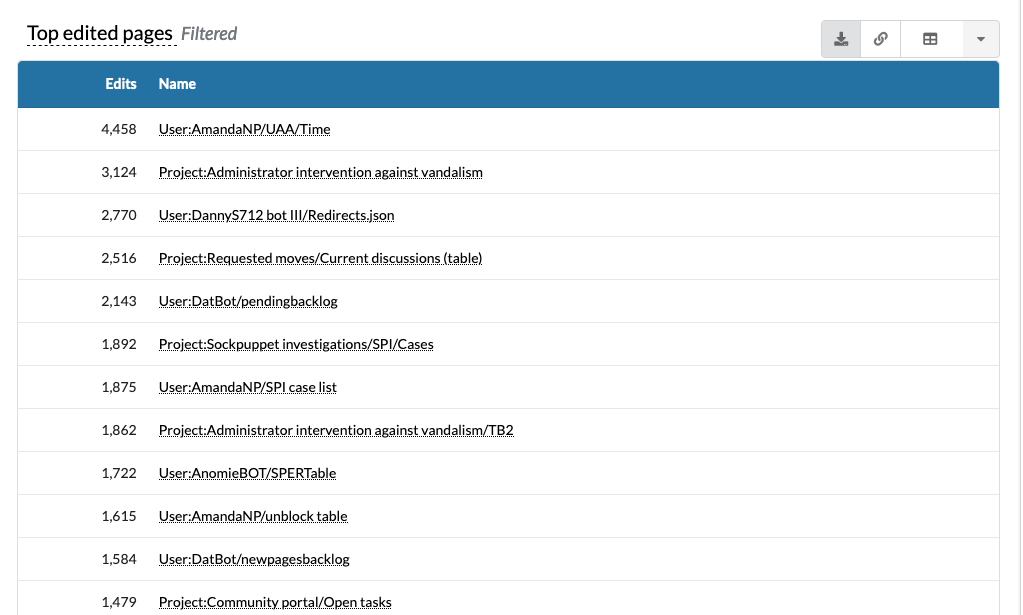 Top edited pages Filtered
Edits Name
4,458 User:AmandaNP/UAA/Time
3,124 Project:Administrator intervention against vandalism
2,770 User:DannyS712 bot III/Redirects.json
2,516 Project:Requested moves/Current discussions (table)
2,143 User:DatBot/pendingbacklog
1,892 Project:Sockpuppet investigations/SPI/Cases
1,875 User:AmandaNP/SPI case list
1,862 Project:Administrator intervention against vandalism/TB2
1,722 User:AnomieBOT/SPERTable
1,615 User:AmandaNP/unblock table
1,584 User:DatBot/newpagesbacklog
1,479 Project:Community portal/Open tasks